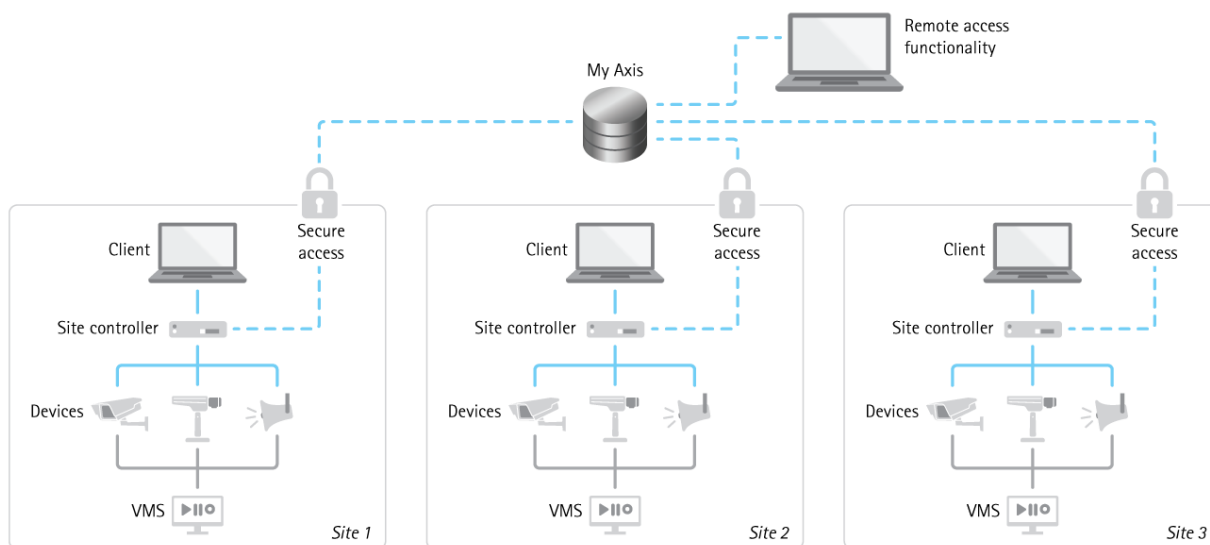 Remote access
functionality
My Axis
Client
Secure
access
Site controller
Devices
VMS
Site 1
Client
Secure
access
Site controller
Devices
VMS
Site 2
Client
Secure
access
Site controller
Devices
VMS
Site 3